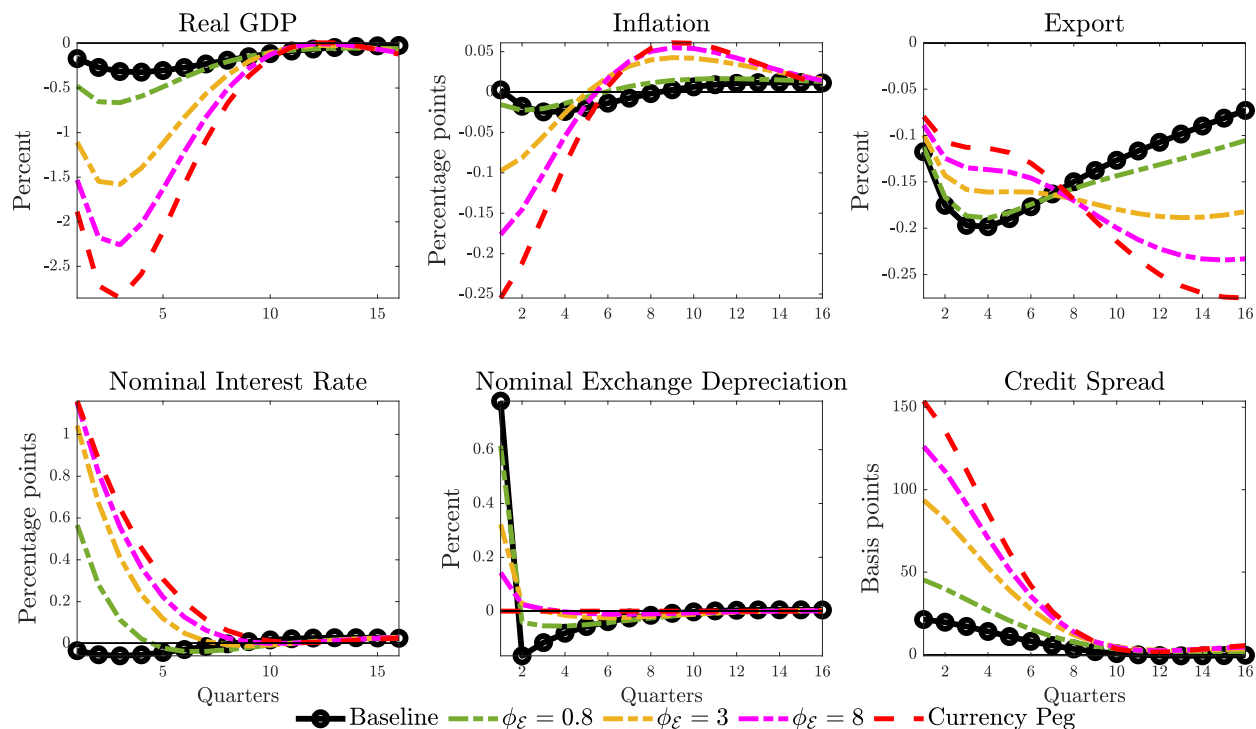 Real GDP
Inflation
Export
Percent
0
-0.5
-1
-1.5
-2
-2.5
5
10
15
Percentage points
0.05
0
-0.05
-0.1
-0.15
-0.2
-0.25
2 4 6 8 10 12 14 16
Percent
0
-0.1
-0.15
-0.2
-0.25
2 4 6 8 10 12 14 16
Nominal Interest Rate
Nominal Exchange Depreciation
Credit Spread
Percentage points
1
0.8
0.6
0.4
0.2
0
5
10
15
Quarters
Percent
0.6
0.4
0.2
0
2 4 6 8 10 12 14 16
Quarters
Basis points
150
100
50
0
2 4 6 8 10 12 14 16
Quarters
Baseline ϕ_ℰ = 0.8 ϕ_ℰ = 3 ϕ_ℰ = 8 Currency Peg